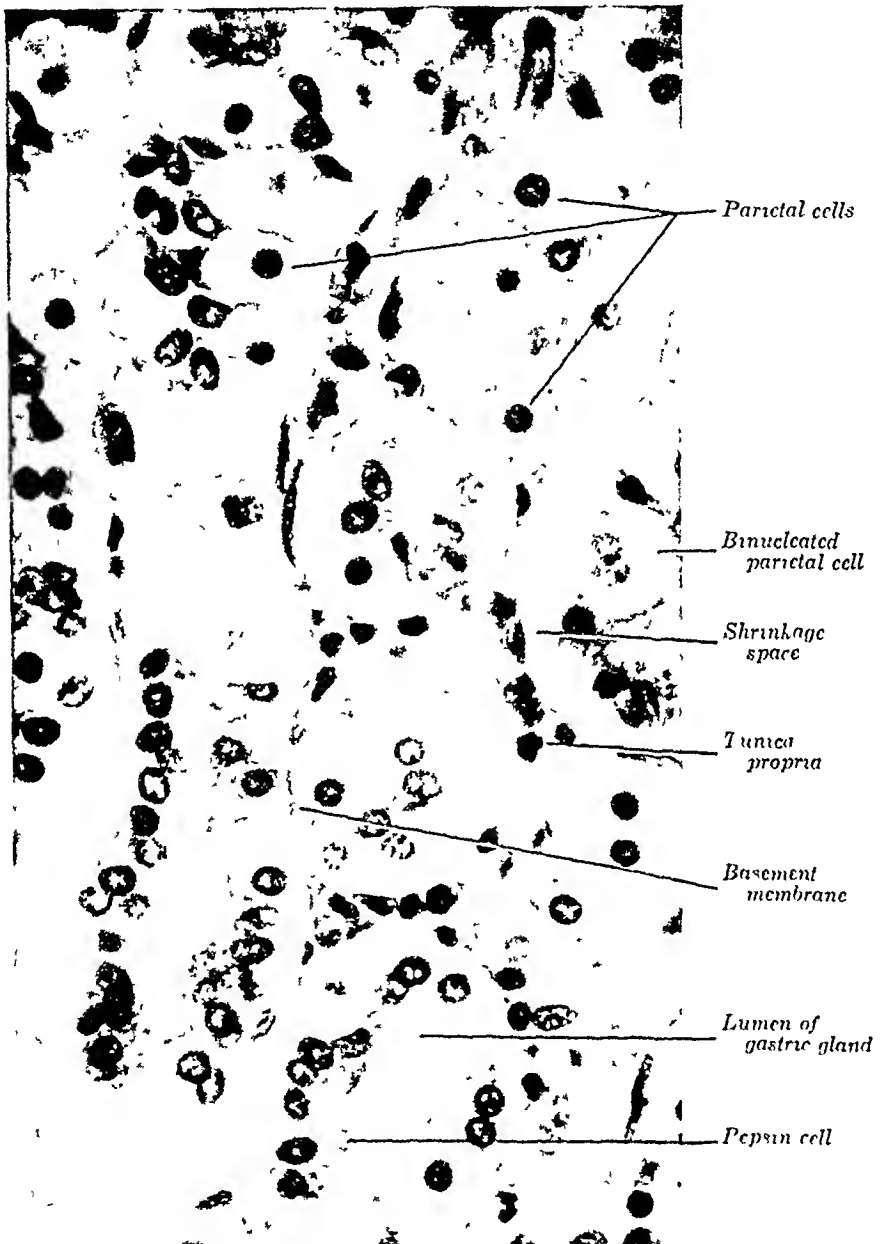 Parietal cells
Binucleated
parietal cell
Shrinkage
space
Tunica
propria
Basement
membrane
Lumen of
gastric gland
Pepsin cell